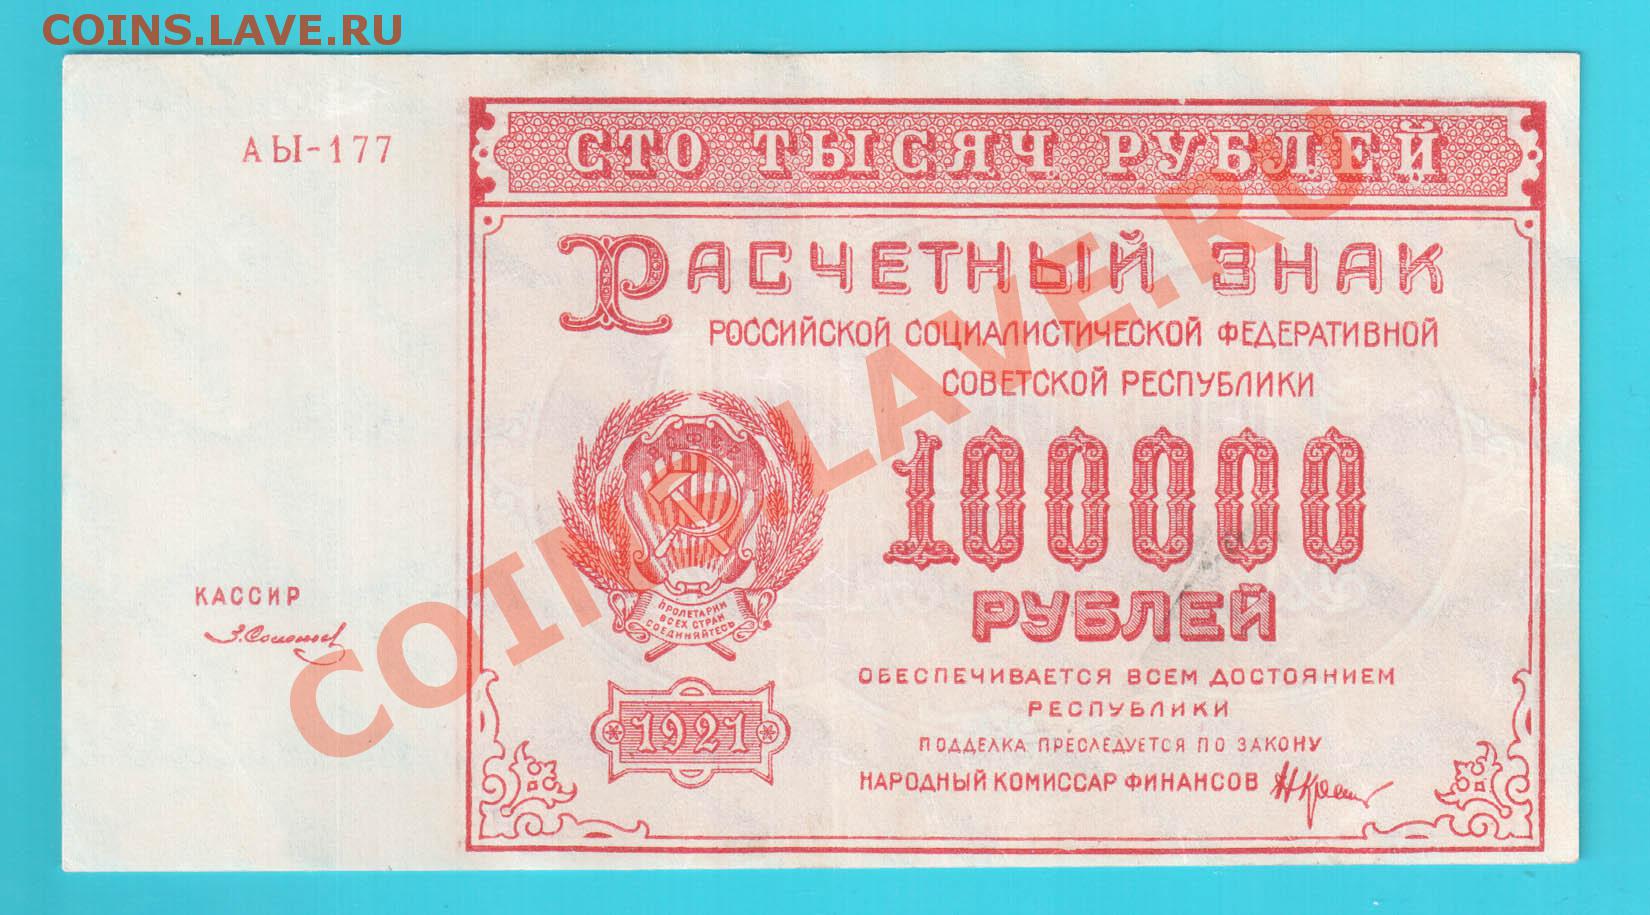 COINS.LAVE.RU
АЫ-177
СТО ТЫСЯЧ РУБЛЕЙ
РАСЧЕТНЫЙ ЗНАК
РОССИЙСКОЙ СОЦИАЛИСТИЧЕСКОЙ ФЕДЕРАТИВНОЙ
СОВЕТСКОЙ РЕСПУБЛИКИ
100000
РУБЛЕЙ
ПРОЛЕТАРИИ
ВСЕХ СТРАН
СОЕДИНЯЙТЕСЬ
КАССИР
1921
ОБЕСПЕЧИВАЕТСЯ ВСЕМ ДОСТОЯНИЕМ
РЕСПУБЛИКИ
ПОДДЕЛКА ПРЕСЛЕДУЕТСЯ ПО ЗАКОНУ
НАРОДНЫЙ КОМИССАР ФИНАНСОВ
COINS.LAVE.RU